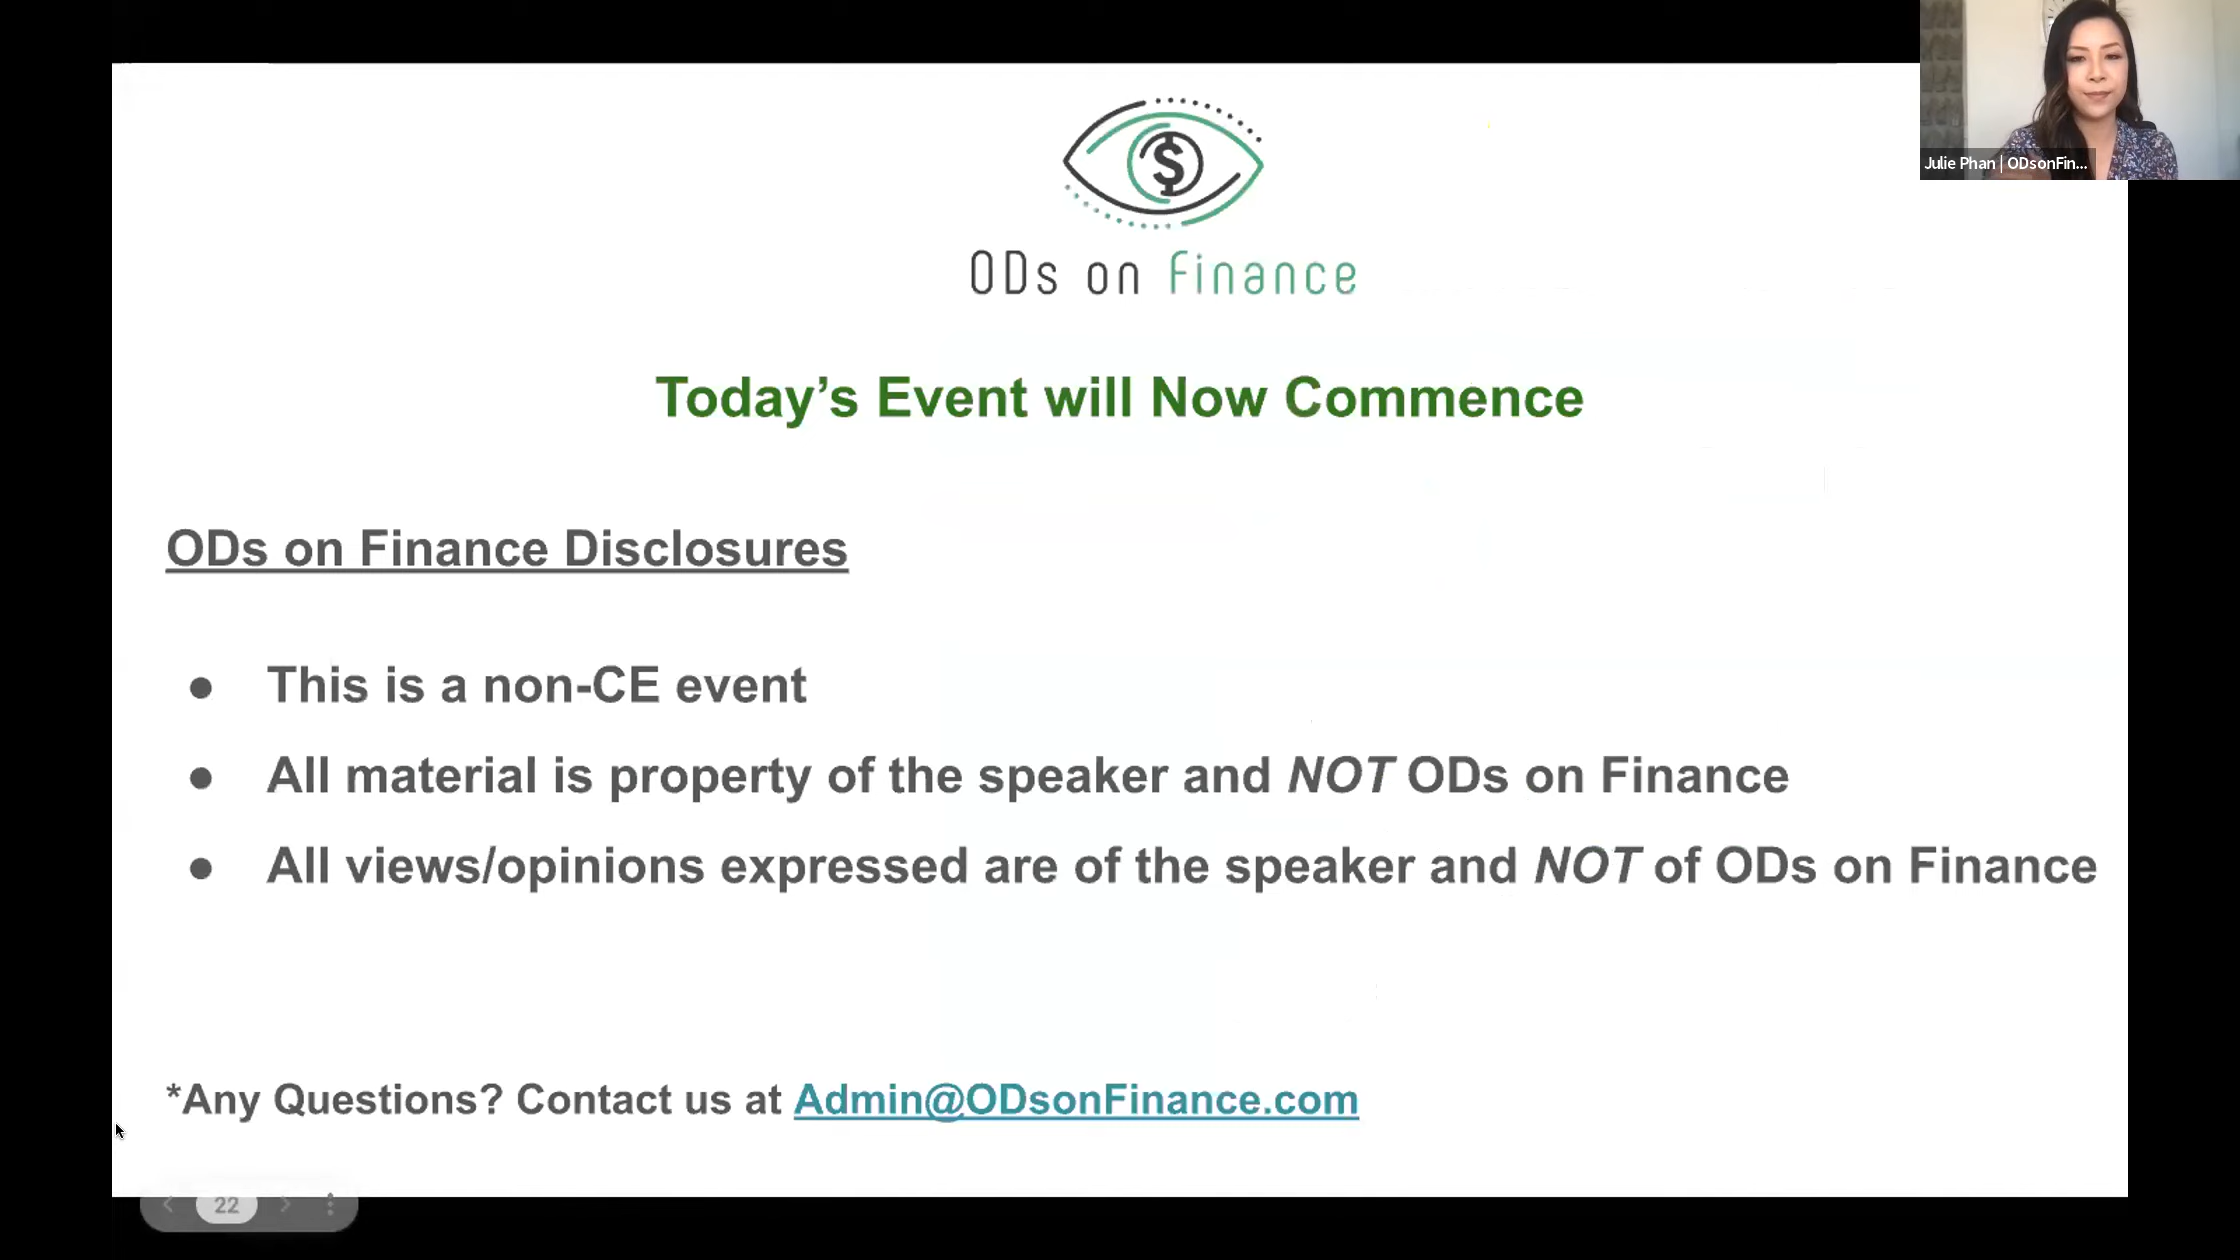 Julie Phan | ODsonFin...
$
ODs on Finance
Today’s Event will Now Commence
ODs on Finance Disclosures
● This is a non-CE event
● All material is property of the speaker and NOT ODs on Finance
● All views/opinions expressed are of the speaker and NOT of ODs on Finance
*Any Questions? Contact us at Admin@ODsonFinance.com
22